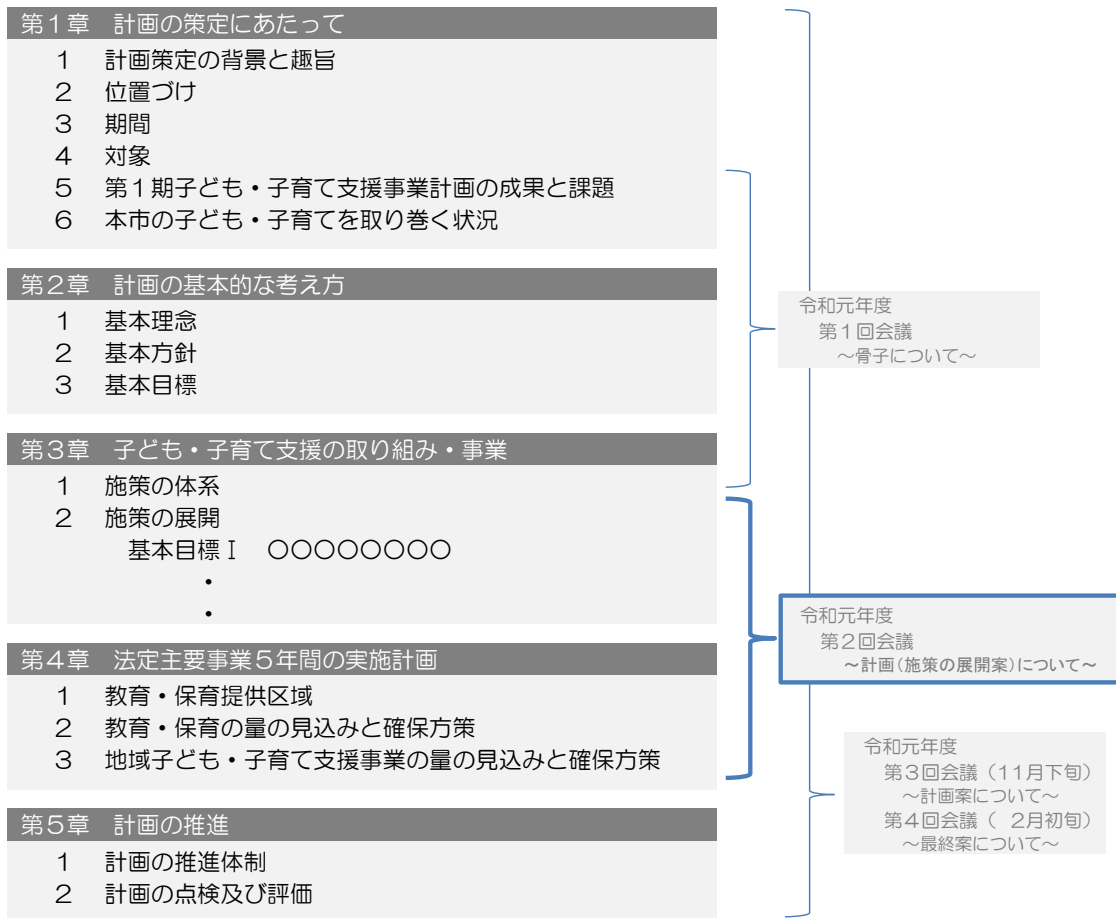 第1章　計画の策定にあたって
1　計画策定の背景と趣旨
2　位置づけ
3　期間
4　対象
5　第1期子ども・子育て支援事業計画の成果と課題
6　本市の子ども・子育てを取り巻く状況
第2章　計画の基本的な考え方
1　基本理念
2　基本方針
3　基本目標
第3章　子ども・子育て支援の取り組み・事業
1　施策の体系
2　施策の展開
基本目標Ⅰ　〇〇〇〇〇〇〇〇
・
・
第4章　法定主要事業5年間の実施計画
1　教育・保育提供区域
2　教育・保育の量の見込みと確保方策
3　地域子ども・子育て支援事業の量の見込みと確保方策
第5章　計画の推進
1　計画の推進体制
2　計画の点検及び評価
令和元年度
第1回会議
～骨子について～
令和元年度
第2回会議
～計画(施策の展開案)について～
令和元年度
第3回会議（11月下旬）
～計画案について～
第4回会議（ 2月初旬）
～最終案について～